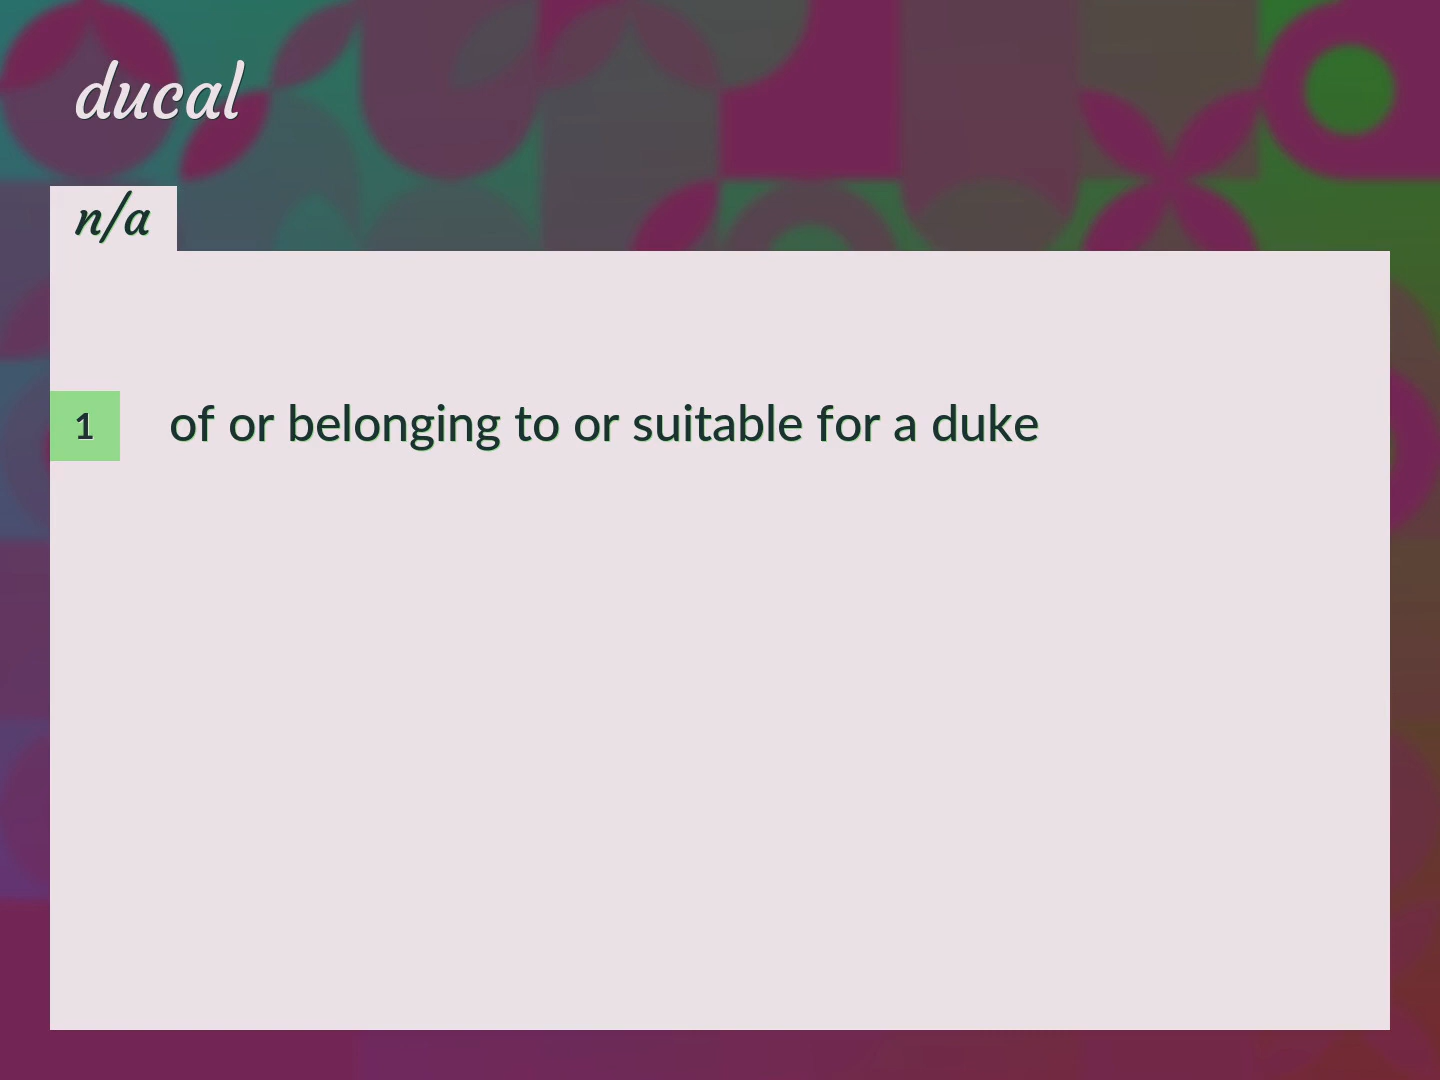 ducal
n/a
1 of or belonging to or suitable for a duke